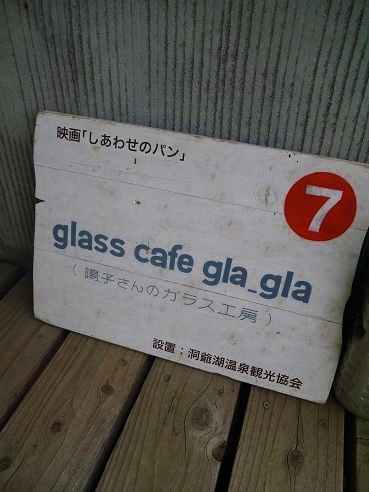 映画「しあわせのパン」
7
glass cafe gla_gla
(陽子さんのガラス工房)
設置:洞爺湖温泉観光協会